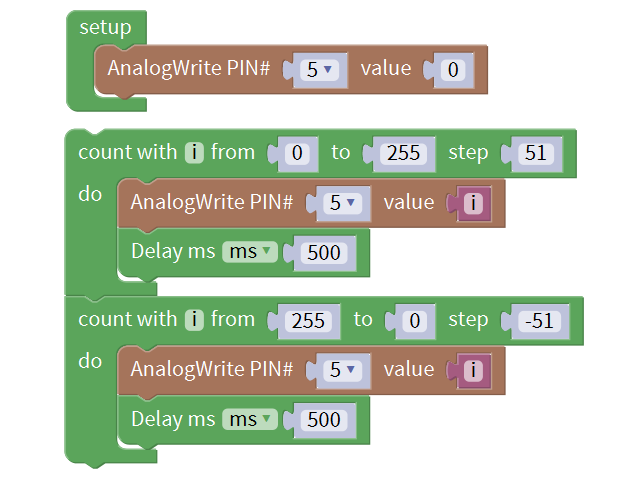 setup
AnalogWrite PIN# 5 value 0
count with i from 0 to 255 step 51
do
AnalogWrite PIN# 5 value i
Delay ms ms 500
count with i from 255 to 0 step -51
do
AnalogWrite PIN# 5 value i
Delay ms ms 500